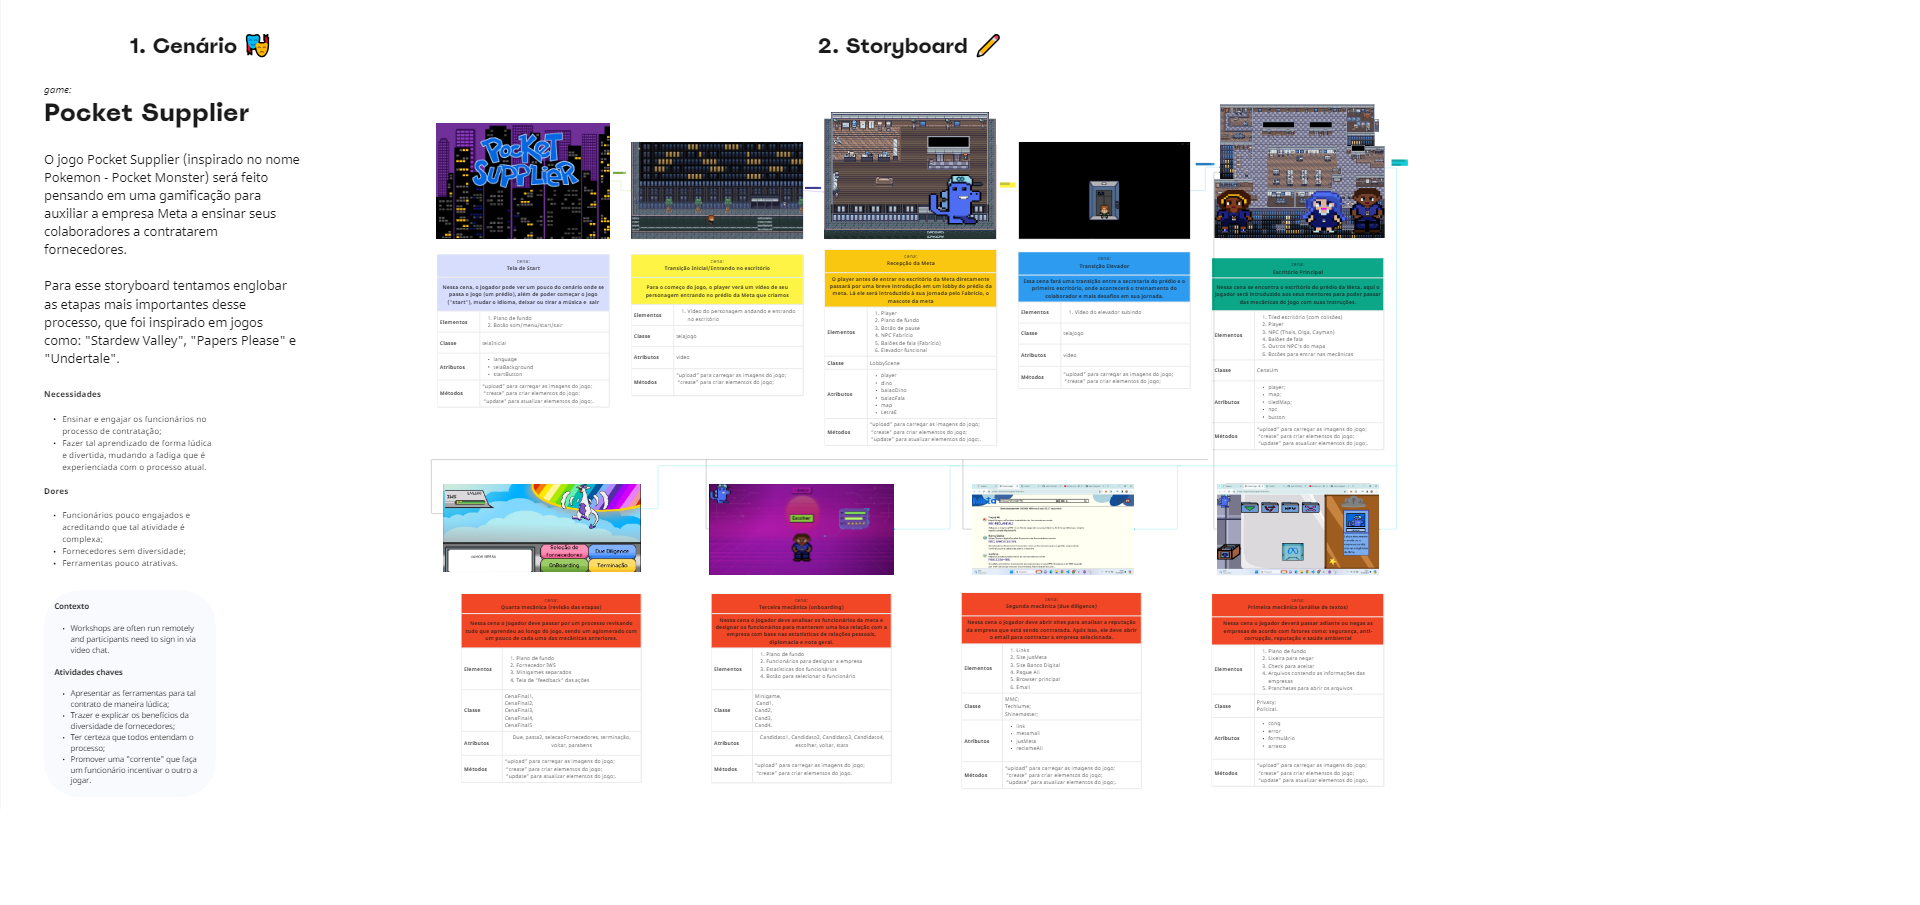 1. Cenário
2. Storyboard
game:
Pocket Supplier
O jogo Pocket Supplier (inspirado no nome
Pokemon - Pocket Monster) será feito
pensando em uma gamificação para
auxiliar a empresa Meta a ensinar seus
colaboradores a contratarem
fornecedores.
Para esse storyboard tentamos englobar
as etapas mais importantes desse
processo, que foi inspirado em jogos
como: "Stardew Valley", "Papers Please" e
"Undertale".
Necessidades
Ensinar e engajar os funcionários no
processo de contratação;
Fazer tal aprendizado de forma lúdica
e divertida, mudando a fadiga que é
experienciada com o processo atual.
Dores
Funcionários pouco engajados e
acreditando que tal atividade é
complexa;
Fornecedores sem diversidade;
Ferramentas pouco atrativas.
Contexto
Workshops are often run remotely
and participants need to sign in via
video chat.
Atividades chaves
Apresentar as ferramentas para tal
contrato de maneira lúdica;
Trazer e explicar os benefícios da
diversidade de fornecedores;
Ter certeza que todos entendam o
processo;
Promover uma "corrente" que faça
um funcionário incentivar o outro a
jogar.
POCKET
SUPPLIER
cena:
Tela de Start
Nessa cena, o jogador pode ver um pouco do cenário onde se
passa o jogo (um prédio), além de poder começar o jogo
("start"), mudar o idioma, deixar ou tirar a música e sair
Elementos
1. Plano de fundo
2. Botão som/menu/start/sair
Classe
telaInicial
Atributos
language
telaBackground
startButton
Métodos
"upload" para carregar as imagens do jogo;
"create" para criar elementos do jogo;
"update" para atualizar elementos do jogo;.
cena:
Transição Inicial/Entrando no escritório
Para o começo do jogo, o player verá um vídeo de seu
personagem entrando no prédio da Meta que criamos
Elementos
1. Vídeo do personagem andando e entrando
no escritório
Classe
telajogo
Atributos
video
Métodos
"upload" para carregar as imagens do jogo;
"create" para criar elementos do jogo;
cena:
Recepção da Meta
O player antes de entrar no escritório da Meta diretamente
passará por uma breve introdução em um lobby do prédio da
meta. Lá ele será introduzido à sua jornada pelo Fabrício, o
mascote da meta
Elementos
1. Player
2. Plano de fundo
3. Botão de pause
4. NPC Fabrício
5. Balões de fala (Fabrício)
6. Elevador funcional
Classe
LobbyScene
Atributos
player
dino
balaoDino
balaoFala
map
LetraE
Métodos
"upload" para carregar as imagens do jogo;
"create" para criar elementos do jogo;
"update" para atualizar elementos do jogo;.
cena:
Transição Elevador
Essa cena fará uma transição entre a secretaria do prédio e o
primeiro escritório, onde acontecerá o treinamento do
colaborador e mais desafios em sua jornada.
Elementos
1. Vídeo do elevador subindo
Classe
telajogo
Atributos
video
Métodos
"upload" para carregar as imagens do jogo;
"create" para criar elementos do jogo;
cena:
Escritório Principal
Nessa cena se encontra o escritório do prédio da Meta, aqui o
jogador será introduzido aos seus mentores para poder passar
das mecânicas do jogo com suas instruções.
Elementos
1. Tiled escritório (com colisões)
2. Player
3. NPC (Thaís, Olga, Cayman)
4. Balões de fala
5. Outros NPC's do mapa
6. Botões para entrar nas mecânicas
Classe
CenaUm
Atributos
player;
map;
tiledMap;
npc
button
Métodos
"upload" para carregar as imagens do jogo;
"create" para criar elementos do jogo;
"update" para atualizar elementos do jogo;.
IWS
Relação de
fornecedores
Due Diligence
OnBoarding
Terminação
Escolher
cena:
Quarta mecânica (revisão das etapas)
Nessa cena o jogador deve passar por um processo revisando
tudo que aprendeu ao longo do jogo, sendo um aglomerado com
um pouco de cada uma das mecânicas anteriores.
Elementos
1. Plano de fundo
2. Fornecedor IWS
3. Minigames separados
4. Tela de "feedback" das ações
Classe
CenaFinal1,
CenaFinal2,
CenaFinal3,
CenaFinal4,
CenaFinal5
Atributos
Due, pasta2, selecaoFornecedores, terminação,
voltar, parabens
Métodos
"upload" para carregar as imagens do jogo;
"create" para criar elementos do jogo;
"update" para atualizar elementos do jogo;.
cena:
Terceira mecânica (onboarding)
Nessa cena o jogador deve analisar os funcionários da meta e
designar os funcionários para manterem uma boa relação com a
empresa com base nas estatísticas de relações pessoais,
diplomacia e nota geral.
Elementos
1. Plano de fundo
2. Funcionários para designar a empresa
3. Estatísticas dos funcionários
4. Botão para selecionar o funcionário
Classe
Minigame,
Cand1,
Cand2,
Cand3,
Cand4.
Atributos
Candidato1, Candidato2, Candidato3, Candidato4,
escolher, voltar, stars
Métodos
"upload" para carregar as imagens do jogo;
"create" para criar elementos do jogo.
cena:
Segunda mecânica (due diligence)
Nessa cena o jogador deve abrir sites para analisar a reputação
da empresa que está sendo contratada. Após isso, ele deve abrir
o email para contratar a empresa selecionada.
Elementos
1. Links
2. Site JusMeta
3. Site Banco Digital
4. Pague Ali
5. Browser principal
6. Email
Classe
MMC;
Techlume;
Shinemaster;
Atributos
link
metamail
jusMeta
reclameAli
Métodos
"upload" para carregar as imagens do jogo;
"create" para criar elementos do jogo;
"update" para atualizar elementos do jogo;.
cena:
Primeira mecânica (análise de textos)
Nessa cena o jogador deverá passar adiante ou negas as
empresas de acordo com fatores como: segurança, anti-
corrupção, reputação e saúde ambiental
Elementos
1. Plano de fundo
2. Lixeira para negar
3. Check para aceitar
4. Arquivos contendo as informações das
empresas
5. Pranchetas para abrir os arquivos
Classe
Privacy;
Political.
Atributos
song
error
formulário
arrasto
Métodos
"upload" para carregar as imagens do jogo;
"create" para criar elementos do jogo;
"update" para atualizar elementos do jogo;.